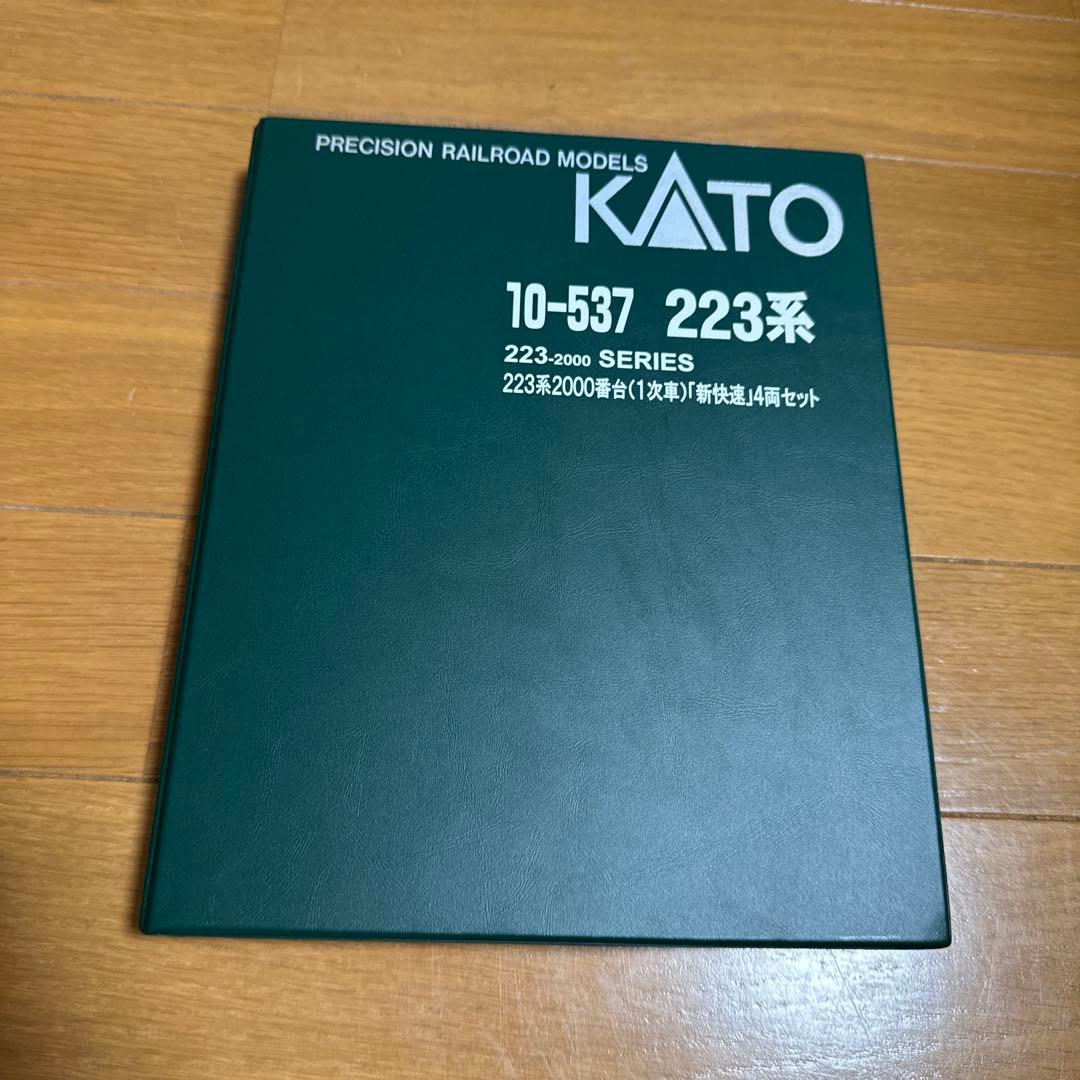 PRECISION RAILROAD MODELS
KATO
10-537 223系
223-2000 SERIES
223系2000番台(1次車)「新快速」4両セット